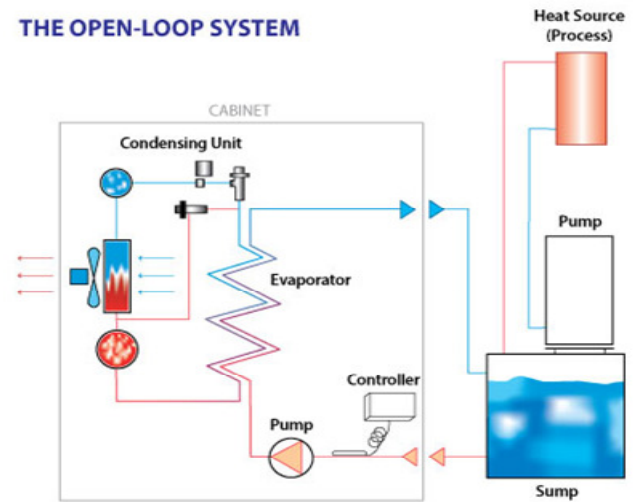 THE OPEN-LOOP SYSTEM
Heat Source
(Process)
CABINET
Condensing Unit
Pump
Evaporator
Controller
Pump
Sump